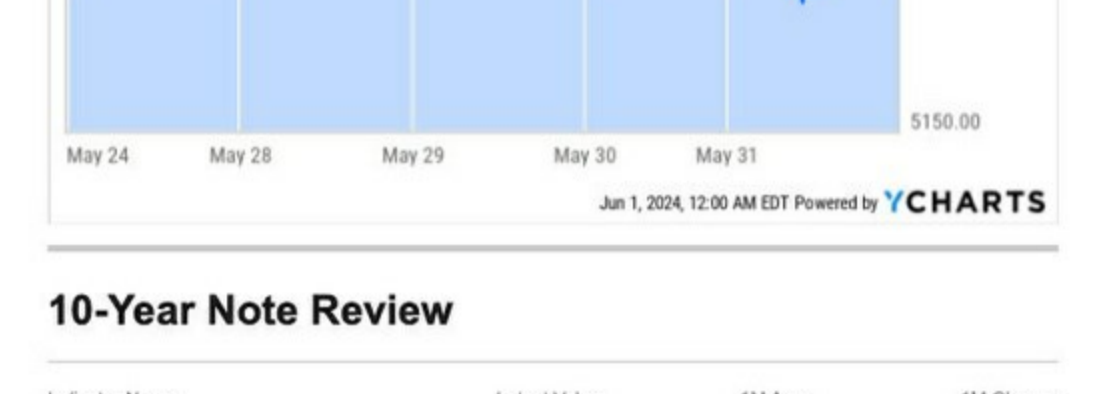 5150.00
May 24 May 28 May 29 May 30 May 31
Jun 1, 2024, 12:00 AM EDT Powered by YCHARTS
10-Year Note Review